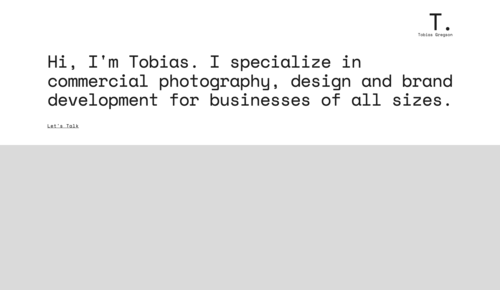 T.
Tobias Gregson
Hi, I'm Tobias. I specialize in
commercial photography, design and brand
development for businesses of all sizes.
Let's Talk